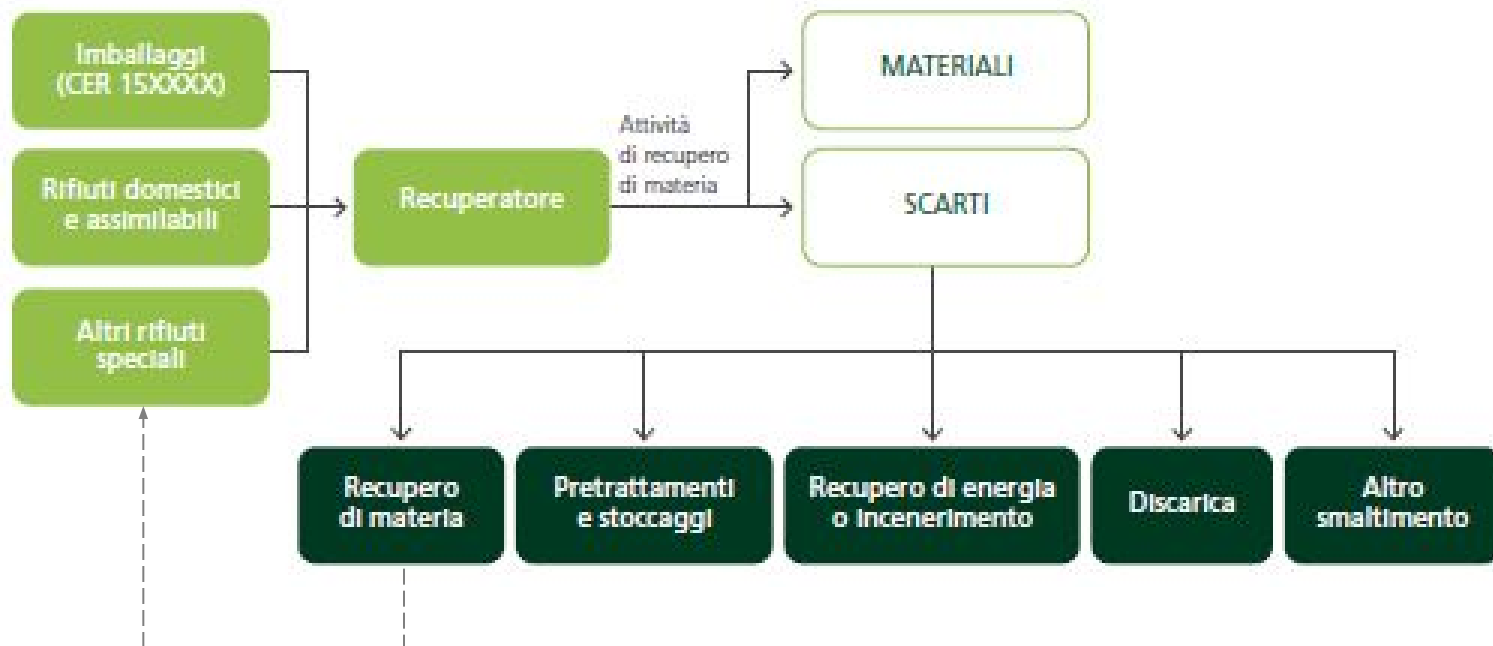 Imballaggi
(CER 15XXXX)
Rifiuti domestici
e assimilabili
Altri rifiuti
speciali
Recuperatore
Attività
di recupero
di materia
MATERIALI
SCARTI
Recupero
di materia
Pretrattamenti
e stoccaggi
Recupero di energia
o incenerimento
Discarica
Altro
smaltimento